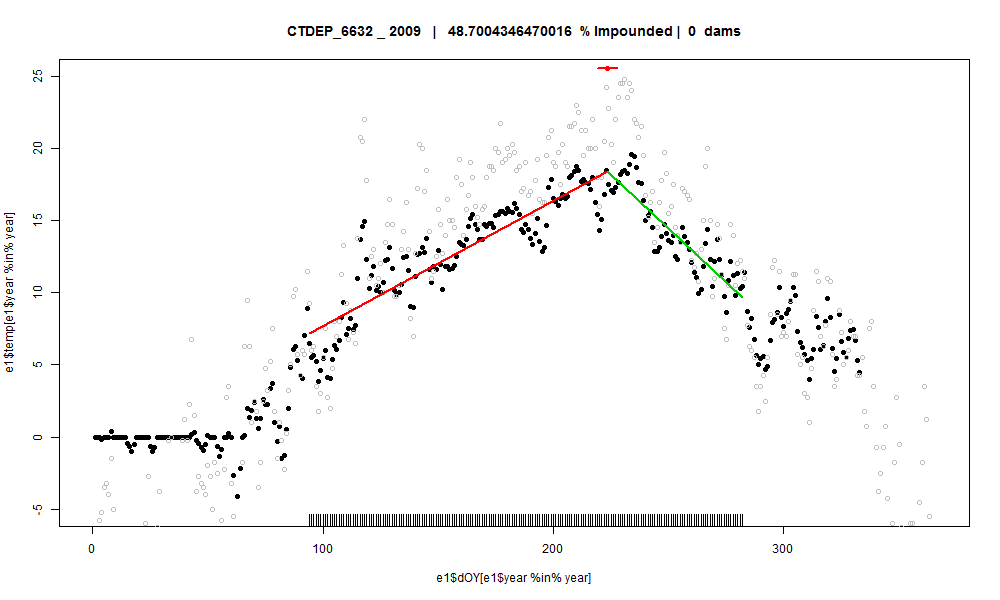 CTDEP_6632 _ 2009 | 48.7004346470016 % Impounded | 0 dams
25
20
15
10
5
0
-5
e1$temp[e1$year %in% year]
0 100 200 300
e1$dOY[e1$year %in% year]